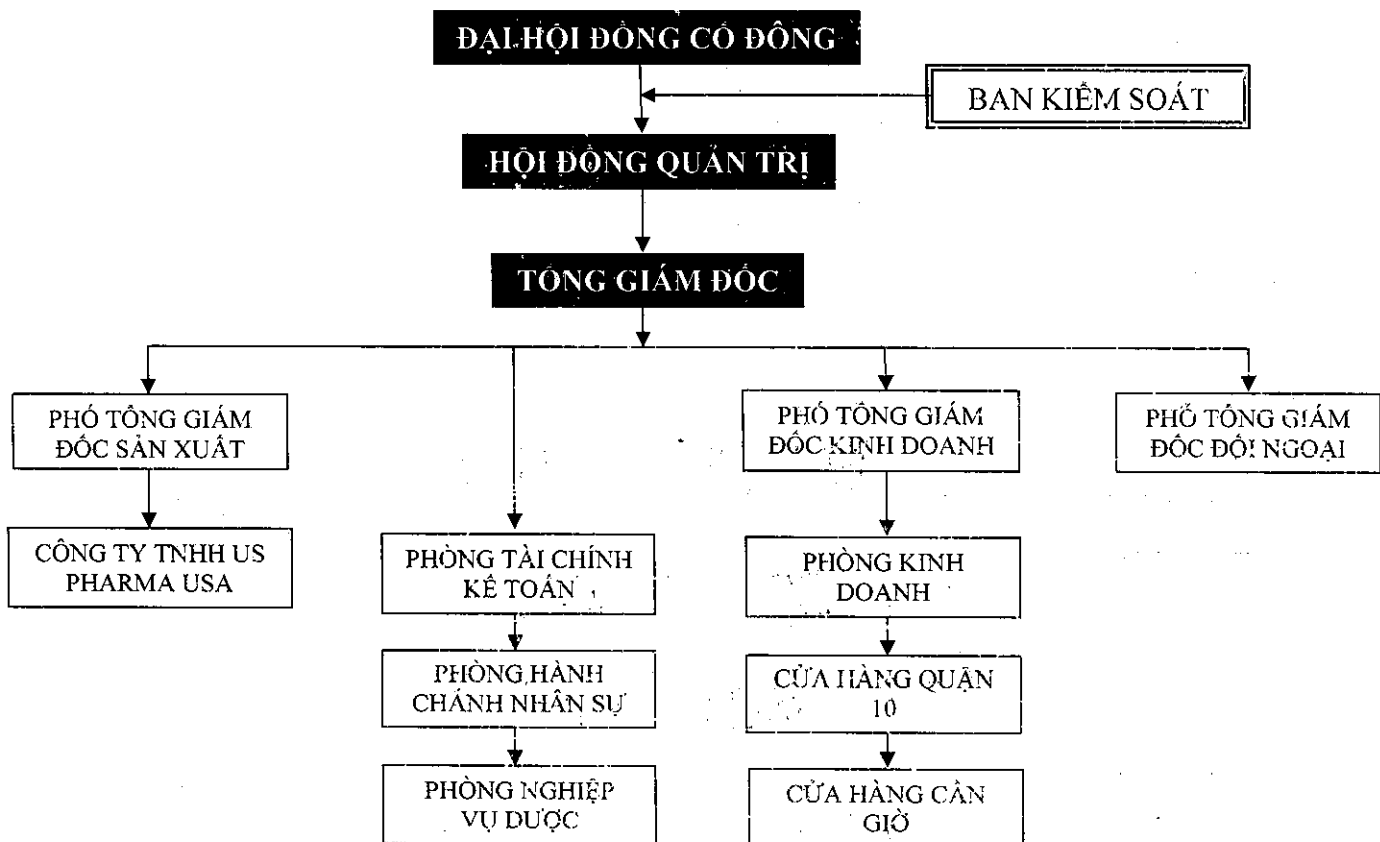 ĐẠI HỘI ĐỒNG CỔ ĐÔNG
BAN KIỂM SOÁT
HỘI ĐỒNG QUẢN TRỊ
TỔNG GIÁM ĐỐC
PHÓ TỔNG GIÁM
ĐỐC SẢN XUẤT
PHÓ TỔNG GIÁM
ĐỐC KINH DOANH
PHÓ TỔNG GIÁM
ĐỐC ĐỐI NGOẠI
CÔNG TY TNHH US
PHARMA USA
PHÒNG TÀI CHÍNH
KẾ TOÁN
PHÒNG KINH
DOANH
PHÒNG HÀNH
CHÁNH NHÂN SỰ
CỬA HÀNG QUẬN
10
PHÒNG NGHIỆP
VỤ DƯỢC
CỬA HÀNG CẦN
GIỜ